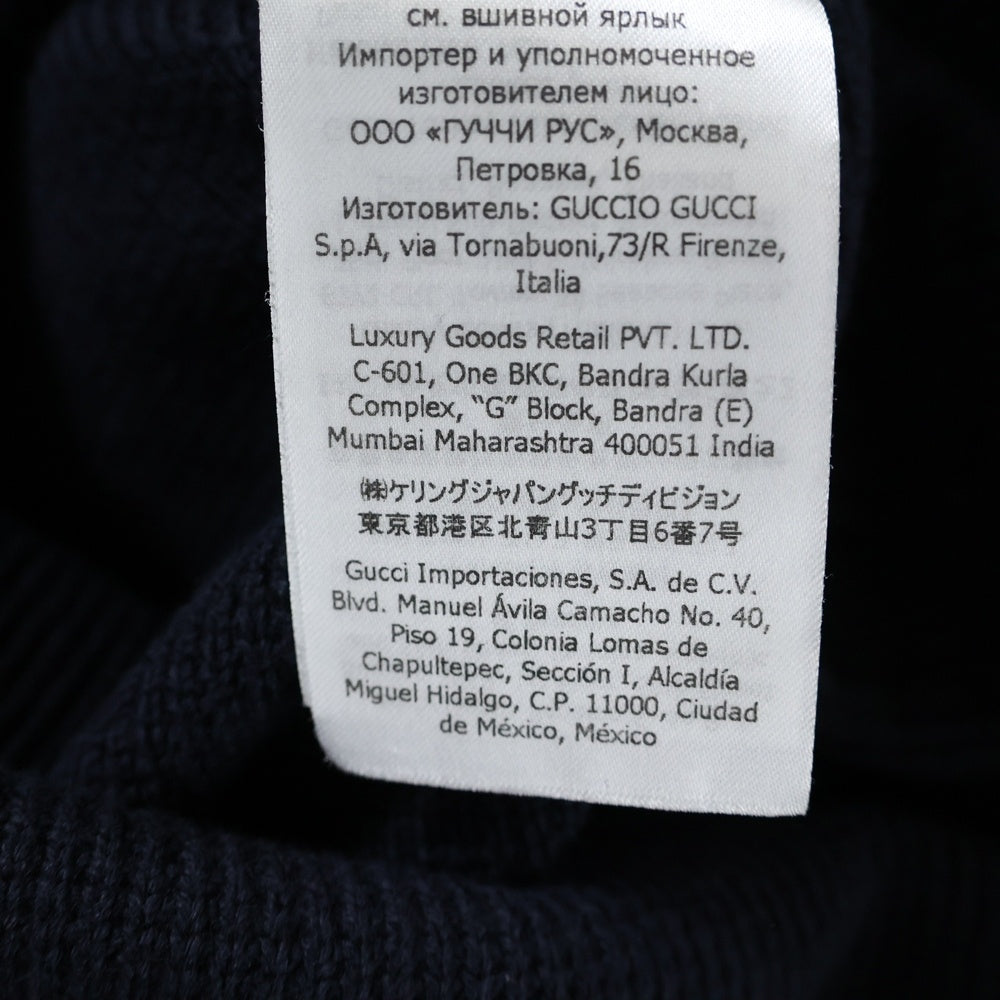 см. вшивной ярлык
Импортер и уполномоченное
изготовителем лицо:
ООО «ГУЧЧИ РУС», Москва,
Петровка, 16
Изготовитель: GUCCIO GUCCI
S.p.A, via Tornabuoni,73/R Firenze,
Italia
Luxury Goods Retail PVT. LTD.
C-601, One BKC, Bandra Kurla
Complex, “G” Block, Bandra (E)
Mumbai Maharashtra 400051 India
㈱ケリングジャパングッチディビジョン
東京都港区北青山3丁目6番7号
Gucci Importaciones, S.A. de C.V.
Blvd. Manuel Ávila Camacho No. 40,
Piso 19, Colonia Lomas de
Chapultepec, Sección I, Alcaldía
Miguel Hidalgo, C.P. 11000, Ciudad
de México, México